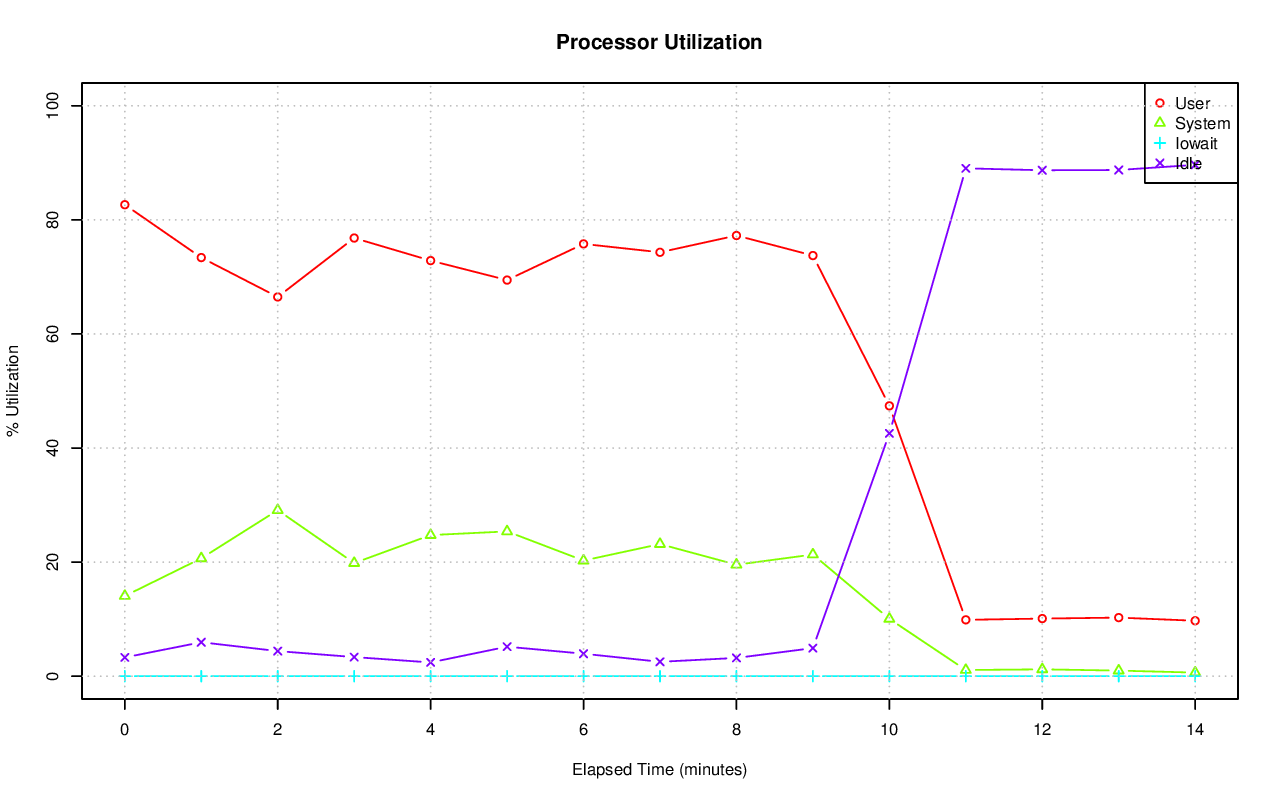 Processor Utilization
100
80
60
40
20
0
% Utilization
User
System
Iowait
Idle
0 2 4 6 8 10 12 14
Elapsed Time (minutes)